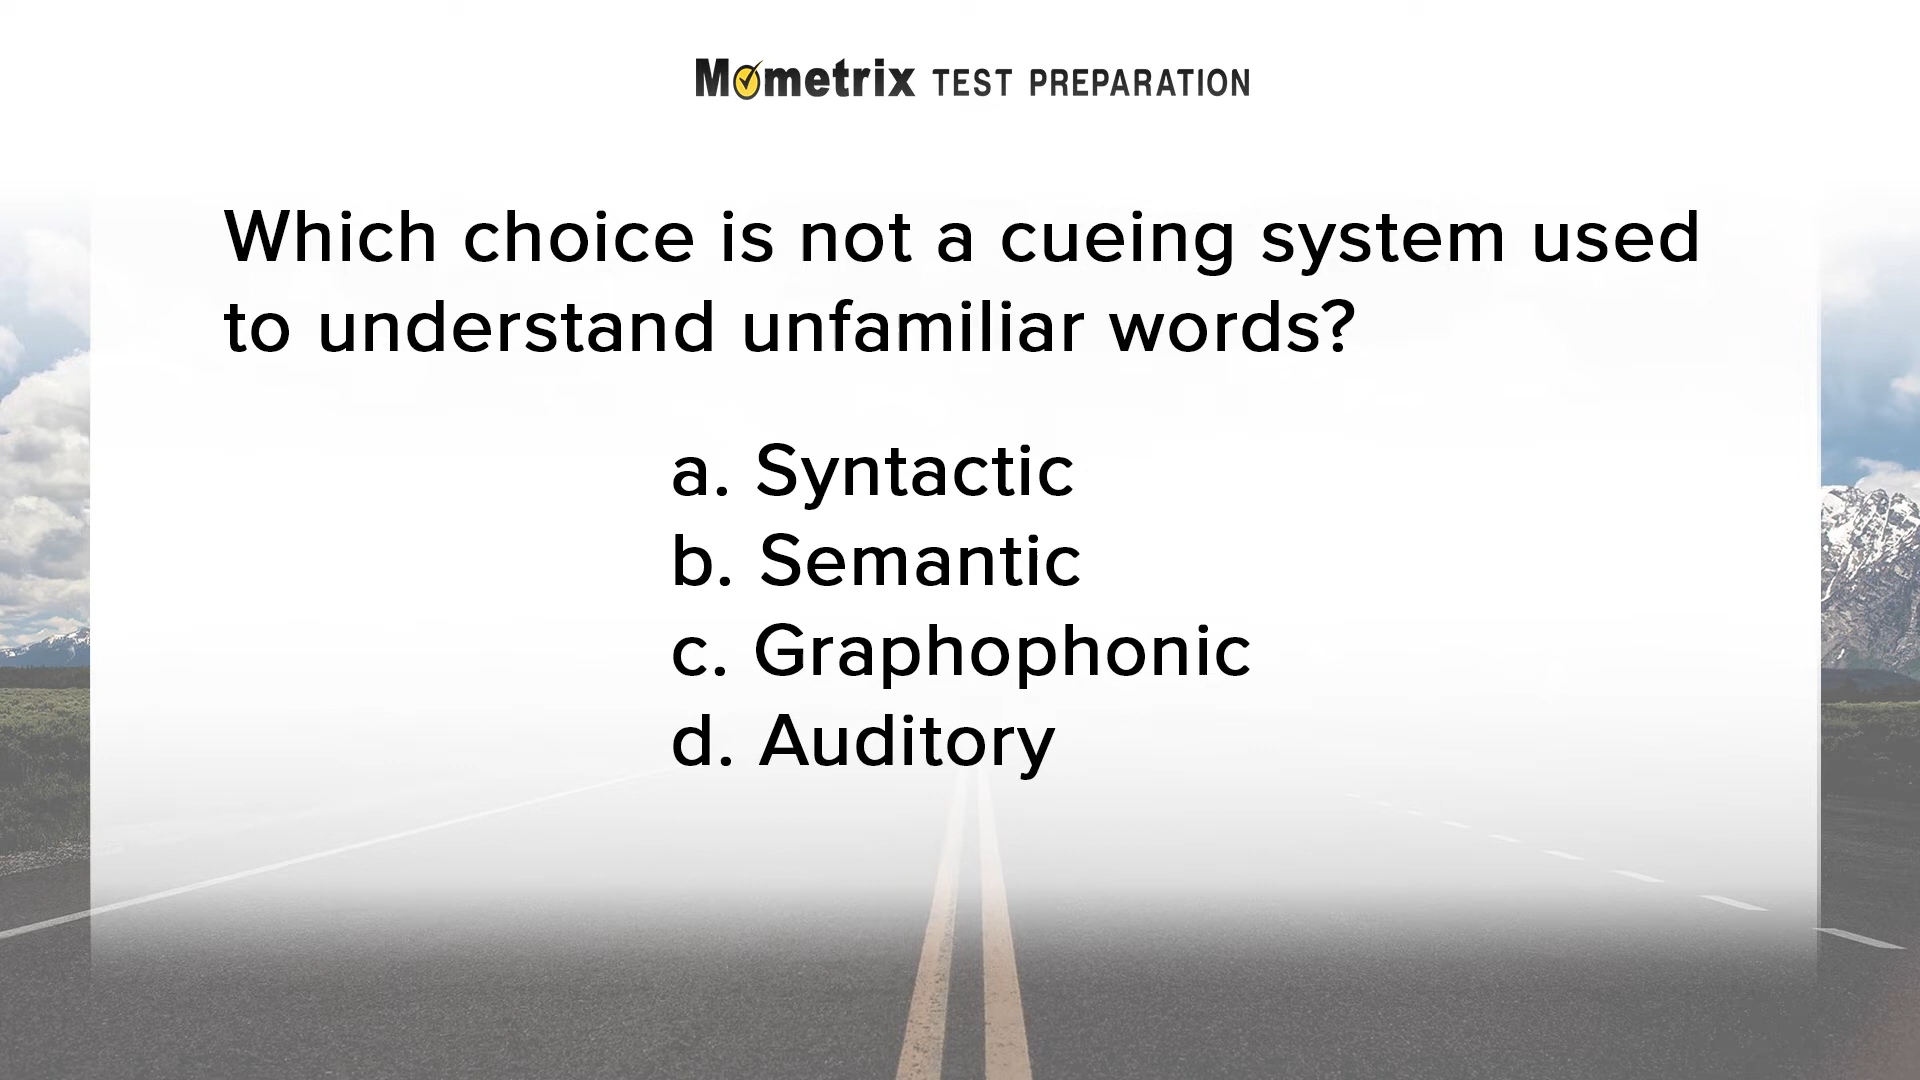 Mometrix TEST PREPARATION
Which choice is not a cueing system used
to understand unfamiliar words?
a. Syntactic
b. Semantic
c. Graphophonic
d. Auditory